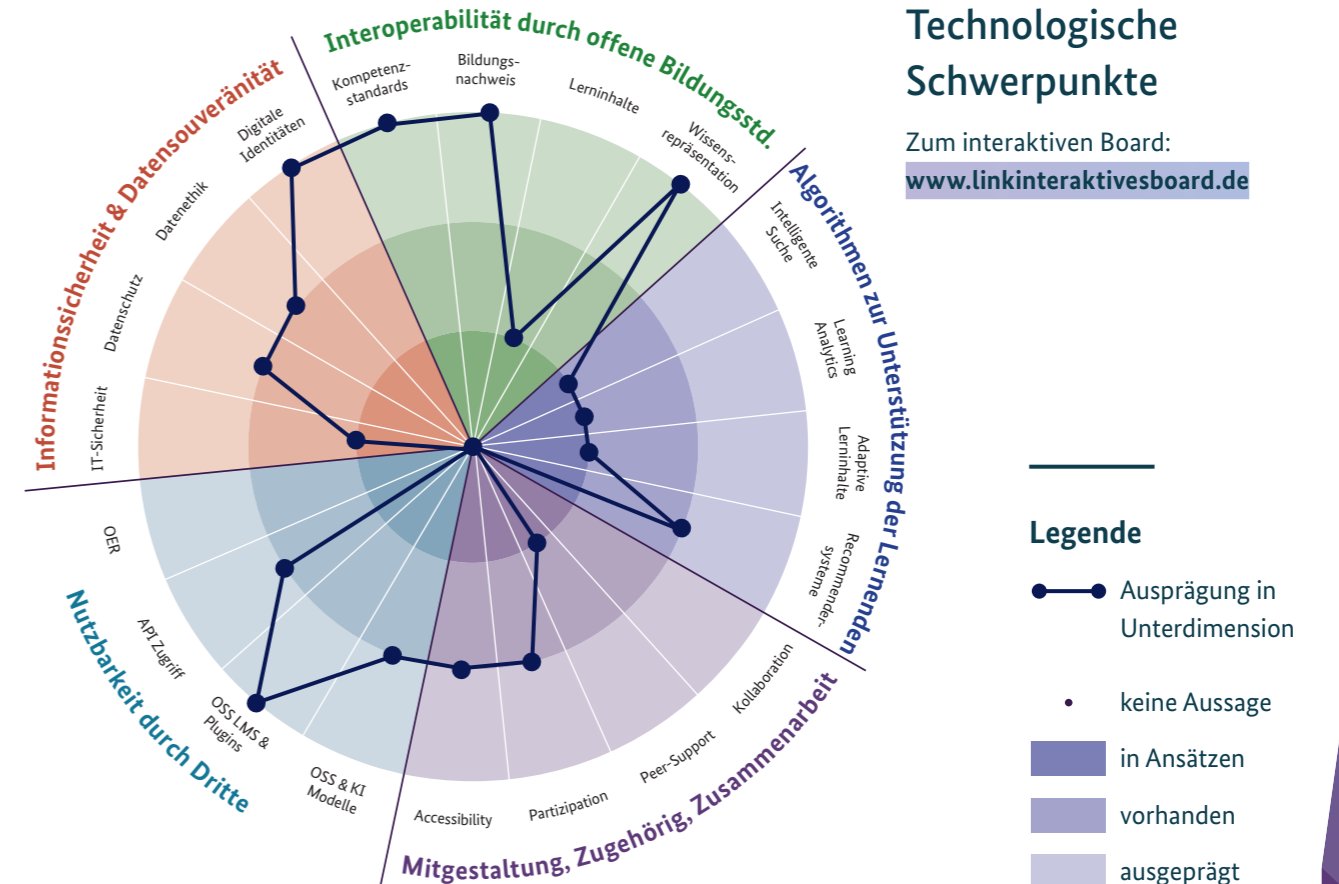 Technologische
Schwerpunkte
Zum interaktiven Board:
www.linkinteraktivesboard.de
Interoperabilität durch offene Bildungsstd.
Kompetenz-
standards
Bildungs-
nachweis
Lerninhalte
Wissens-
repräsentation
Algorithmen zur Unterstützung der Lernenden
Intelligente
Suche
Learning
Analytics
Adaptive
Lerninhalte
Recommender-
systeme
Mitgestaltung, Zugehörig, Zusammenarbeit
Kollaboration
Peer-Support
Partizipation
Accessibility
Nutzbarkeit durch Dritte
OSS & KI
Modelle
OSS LMS &
Plugins
API Zugriff
OER
Informationssicherheit & Datensouveränität
IT-Sicherheit
Datenschutz
Datenethik
Digitale
Identitäten
Legende
Ausprägung in
Unterdimension
keine Aussage
in Ansätzen
vorhanden
ausgeprägt